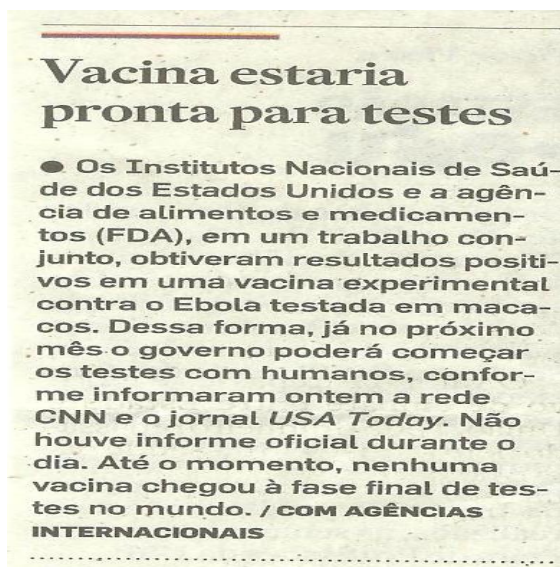 Vacina estaria
pronta para testes
● Os Institutos Nacionais de Saú-
de dos Estados Unidos e a agên-
cia de alimentos e medicamen-
tos (FDA), em um trabalho con-
junto, obtiveram resultados positi-
vos em uma vacina experimental
contra o Ebola testada em maca-
cos. Dessa forma, já no próximo
mês o governo poderá começar
os testes com humanos, confor-
me informaram ontem a rede
CNN e o jornal USA Today. Não
houve informe oficial durante o
dia. Até o momento, nenhuma
vacina chegou à fase final de tes-
tes no mundo. / COM AGÊNCIAS
INTERNACIONAIS